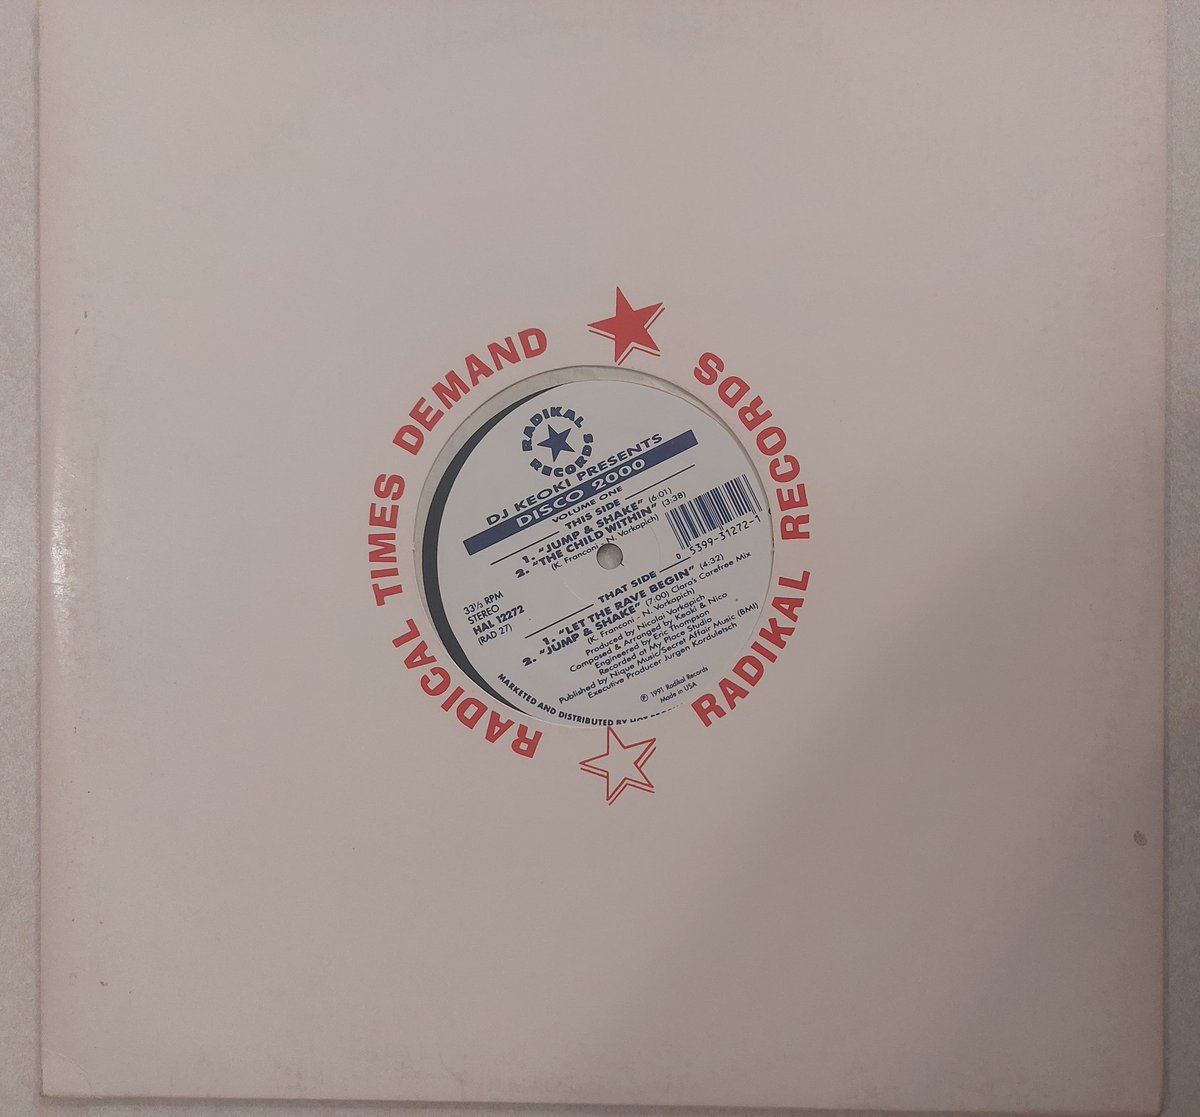 RADICAL TIMES DEMAND
RADIKAL RECORDS
RADIKAL
RECORDS
DJ KEOKI PRESENTS
DISCO 2000
VOLUME ONE
THIS SIDE
1. "JUMP & SHAKE" (6:01)
2. "THE CHILD WITHIN" (3:38)
(K. Franconi - N. Vorkapich)
0 5399-31272-1
THAT SIDE
1. "LET THE RAVE BEGIN" (4:32)
2. "JUMP & SHAKE" (7:00) Clara's Carefree Mix
(K. Franconi - N. Vorkapich)
Produced by Nicolai Vorkapich
Composed & Arranged by Keoki & Nico
Engineered by Eric Thompson
Recorded at My Place Studio
Published by Nique Music/Secret Affair Music (BMI)
Executive Producer Jurgen Korduletsch
33⅓ RPM
STEREO
HAL 12272
(RAD 27)
℗ 1991 Radikal Records
Made in USA
MARKETED AND DISTRIBUTED BY